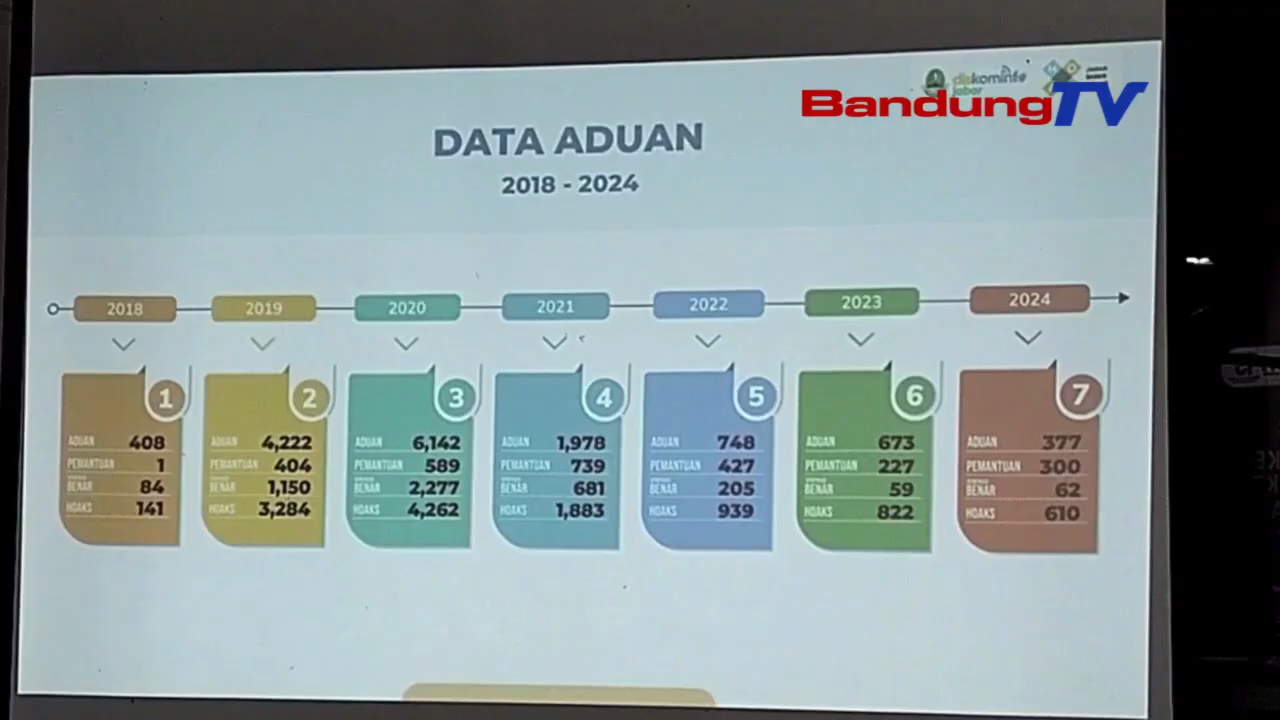 diskominfo
jabar
BandungTV
DATA ADUAN
2018 - 2024
2018
2019
2020
2021
2022
2023
2024
1
ADUAN 408
PEMANTUAN 1
BENAR 84
HOAKS 141
2
ADUAN 4,222
PEMANTUAN 404
BENAR 1,150
HOAKS 3,284
3
ADUAN 6,142
PEMANTUAN 589
BENAR 2,277
HOAKS 4,262
4
ADUAN 1,978
PEMANTUAN 739
BENAR 681
HOAKS 1,883
5
ADUAN 748
PEMANTUAN 427
BENAR 205
HOAKS 939
6
ADUAN 673
PEMANTUAN 227
BENAR 59
HOAKS 822
7
ADUAN 377
PEMANTUAN 300
BENAR 62
HOAKS 610